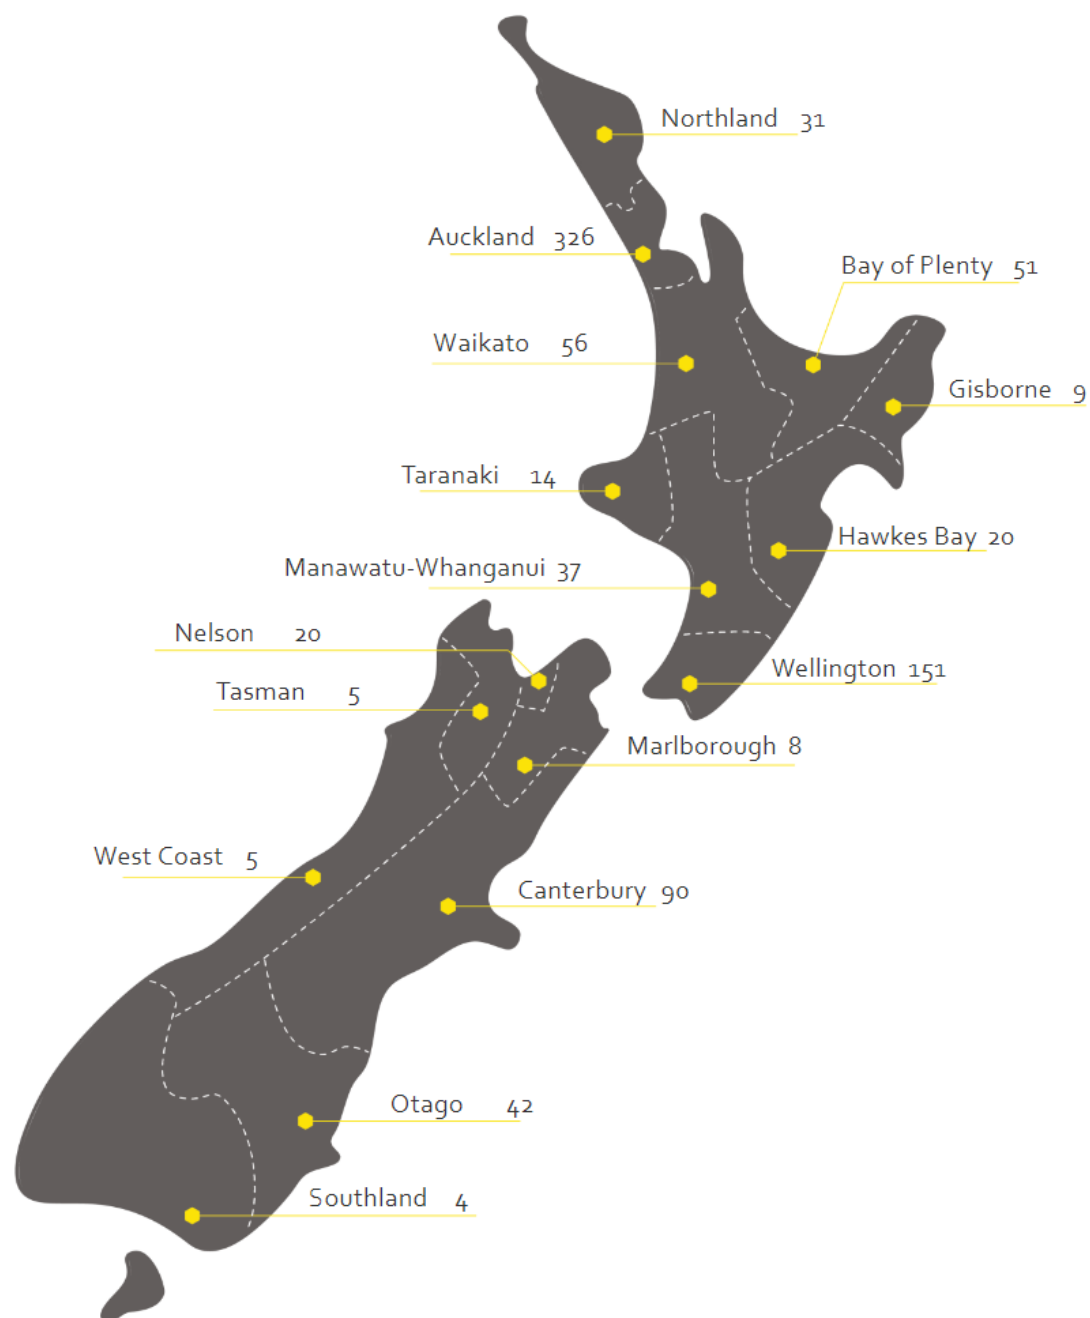 Northland 31
Auckland 326
Bay of Plenty 51
Waikato 56
Gisborne 9
Taranaki 14
Hawkes Bay 20
Manawatu-Whanganui 37
Nelson 20
Wellington 151
Tasman 5
Marlborough 8
West Coast 5
Canterbury 90
Otago 42
Southland 4